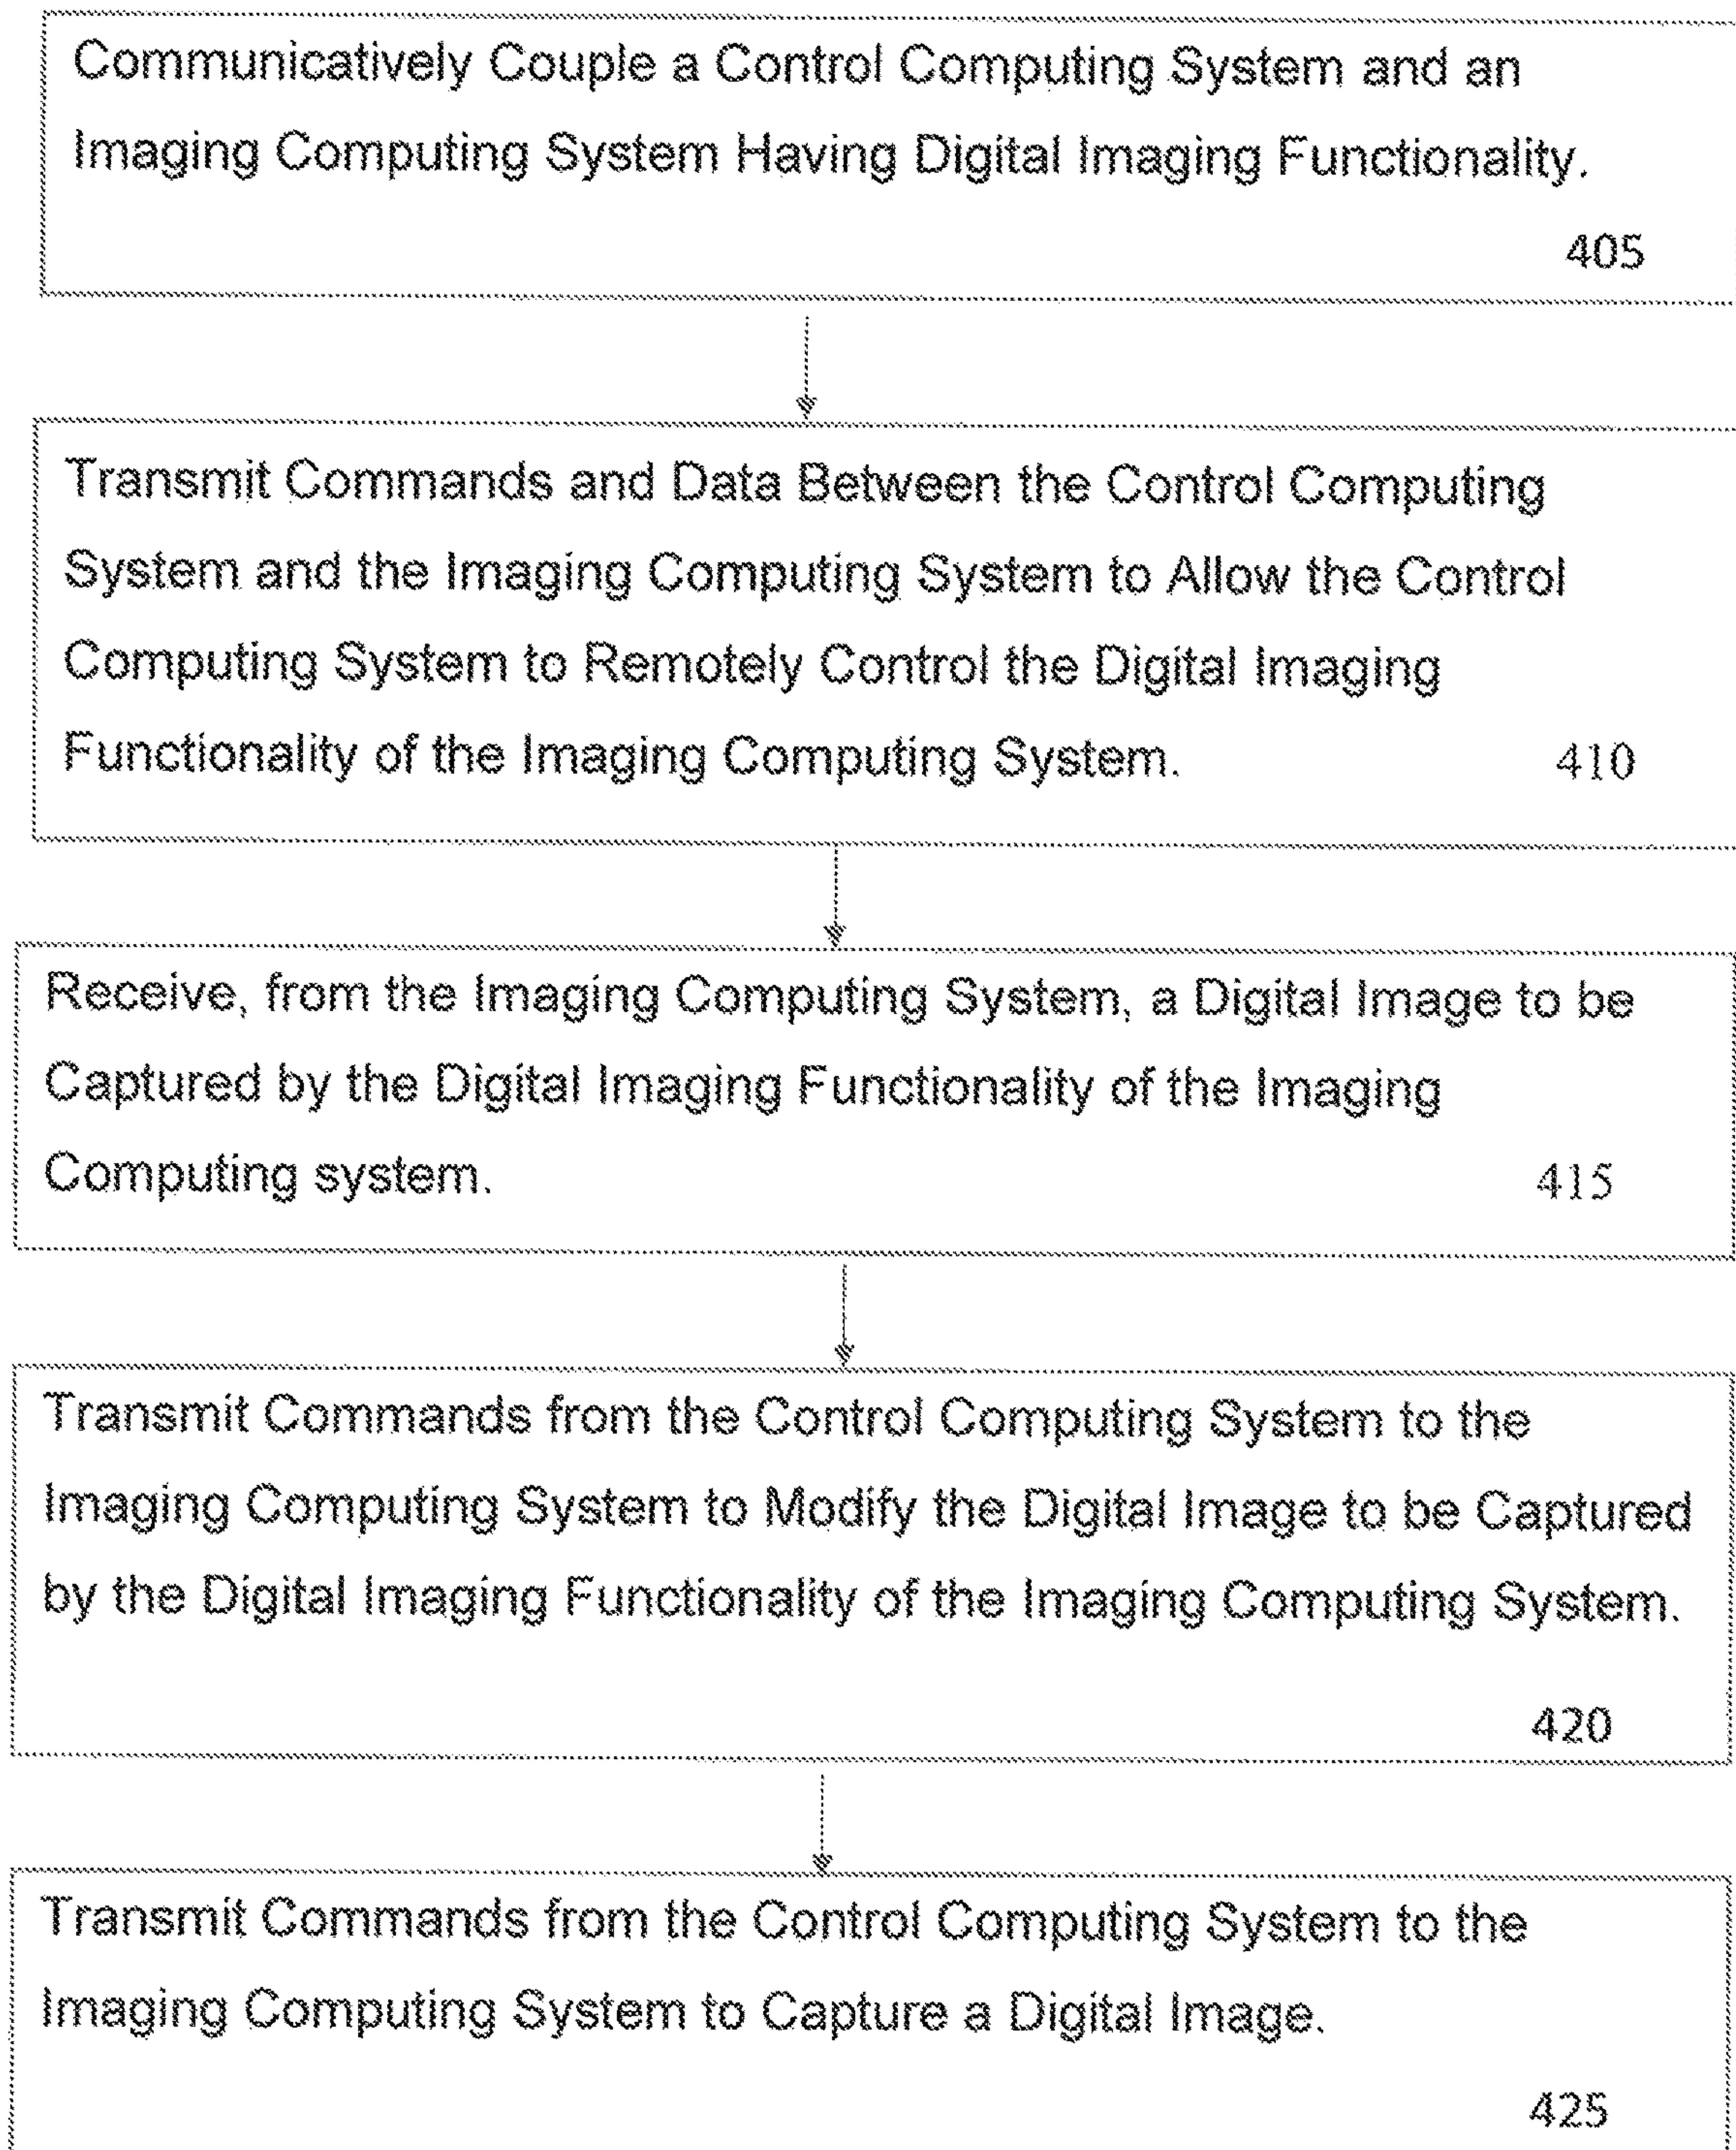 Communicatively Couple a Control Computing System and an
Imaging Computing System Having Digital Imaging Functionality.
405
Transmit Commands and Data Between the Control Computing
System and the Imaging Computing System to Allow the Control
Computing System to Remotely Control the Digital Imaging
Functionality of the Imaging Computing System. 410
Receive, from the Imaging Computing System, a Digital Image to be
Captured by the Digital Imaging Functionality of the Imaging
Computing system. 415
Transmit Commands from the Control Computing System to the
Imaging Computing System to Modify the Digital Image to be Captured
by the Digital Imaging Functionality of the Imaging Computing System.
420
Transmit Commands from the Control Computing System to the
Imaging Computing System to Capture a Digital Image.
425